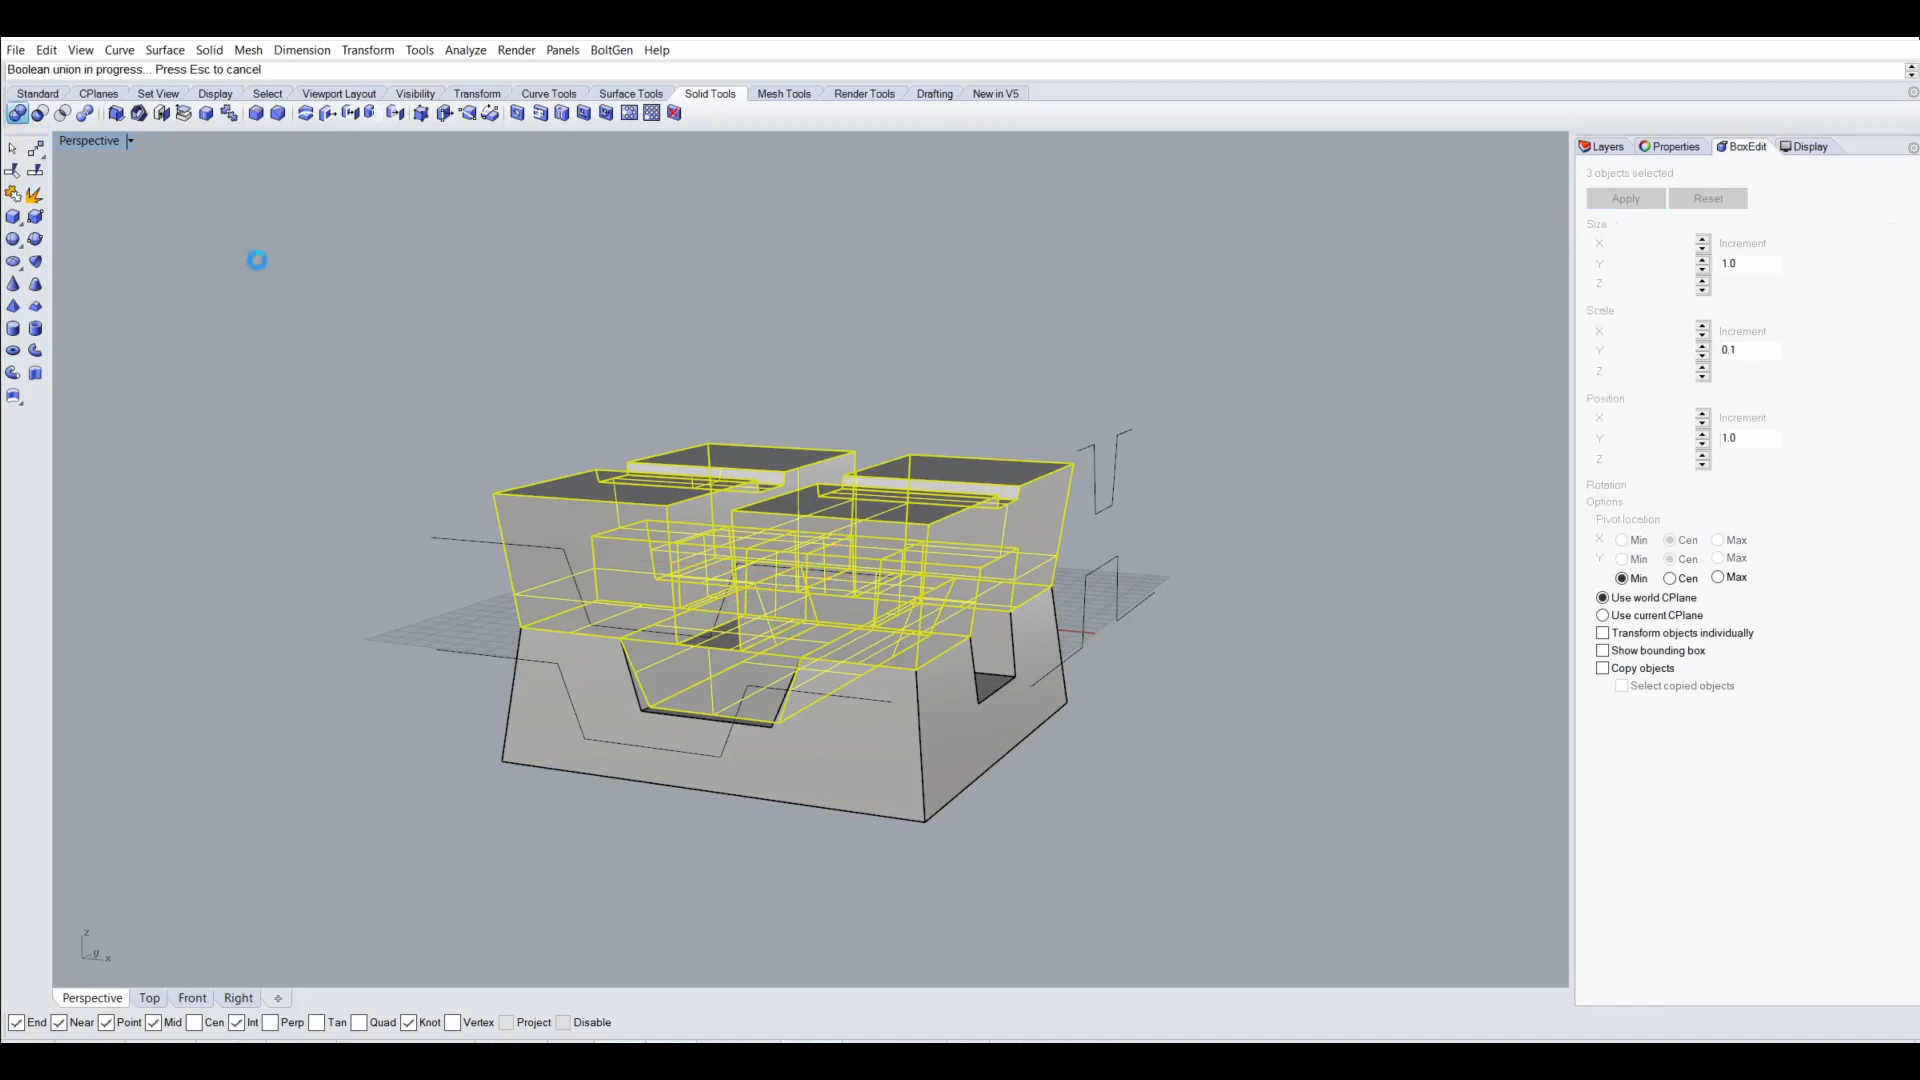 File Edit View Curve Surface Solid Mesh Dimension Transform Tools Analyze Render Panels BoltGen Help
Boolean union in progress... Press Esc to cancel
Standard CPlanes Set View Display Select Viewport Layout Visibility Transform Curve Tools Surface Tools Solid Tools Mesh Tools Render Tools Drafting New in V5
Perspective
Layers Properties BoxEdit Display
3 objects selected
Apply Reset
Size
X Increment
Y 1.0
Z
Scale
X Increment
Y 0.1
Z
Position
X Increment
Y 1.0
Z
Rotation
Options
Pivot location:
X Min Cen Max
Y Min Cen Max
Min Cen Max
Use world CPlane
Use current CPlane
Transform objects individually
Show bounding box
Copy objects
Select copied objects
z
y x
Perspective Top Front Right
End Near Point Mid Cen Int Perp Tan Quad Knot Vertex Project Disable